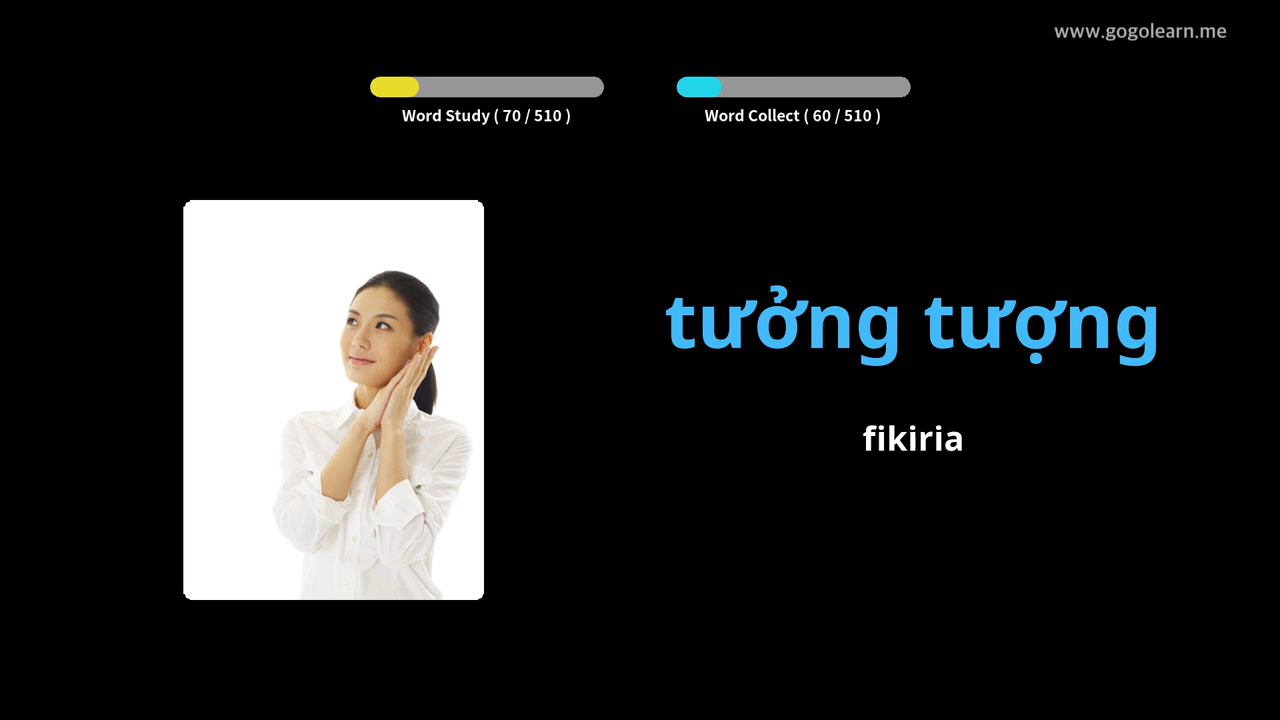 www.gogolearn.me
Word Study ( 70 / 510 )
Word Collect ( 60 / 510 )
tưởng tượng
fikiria